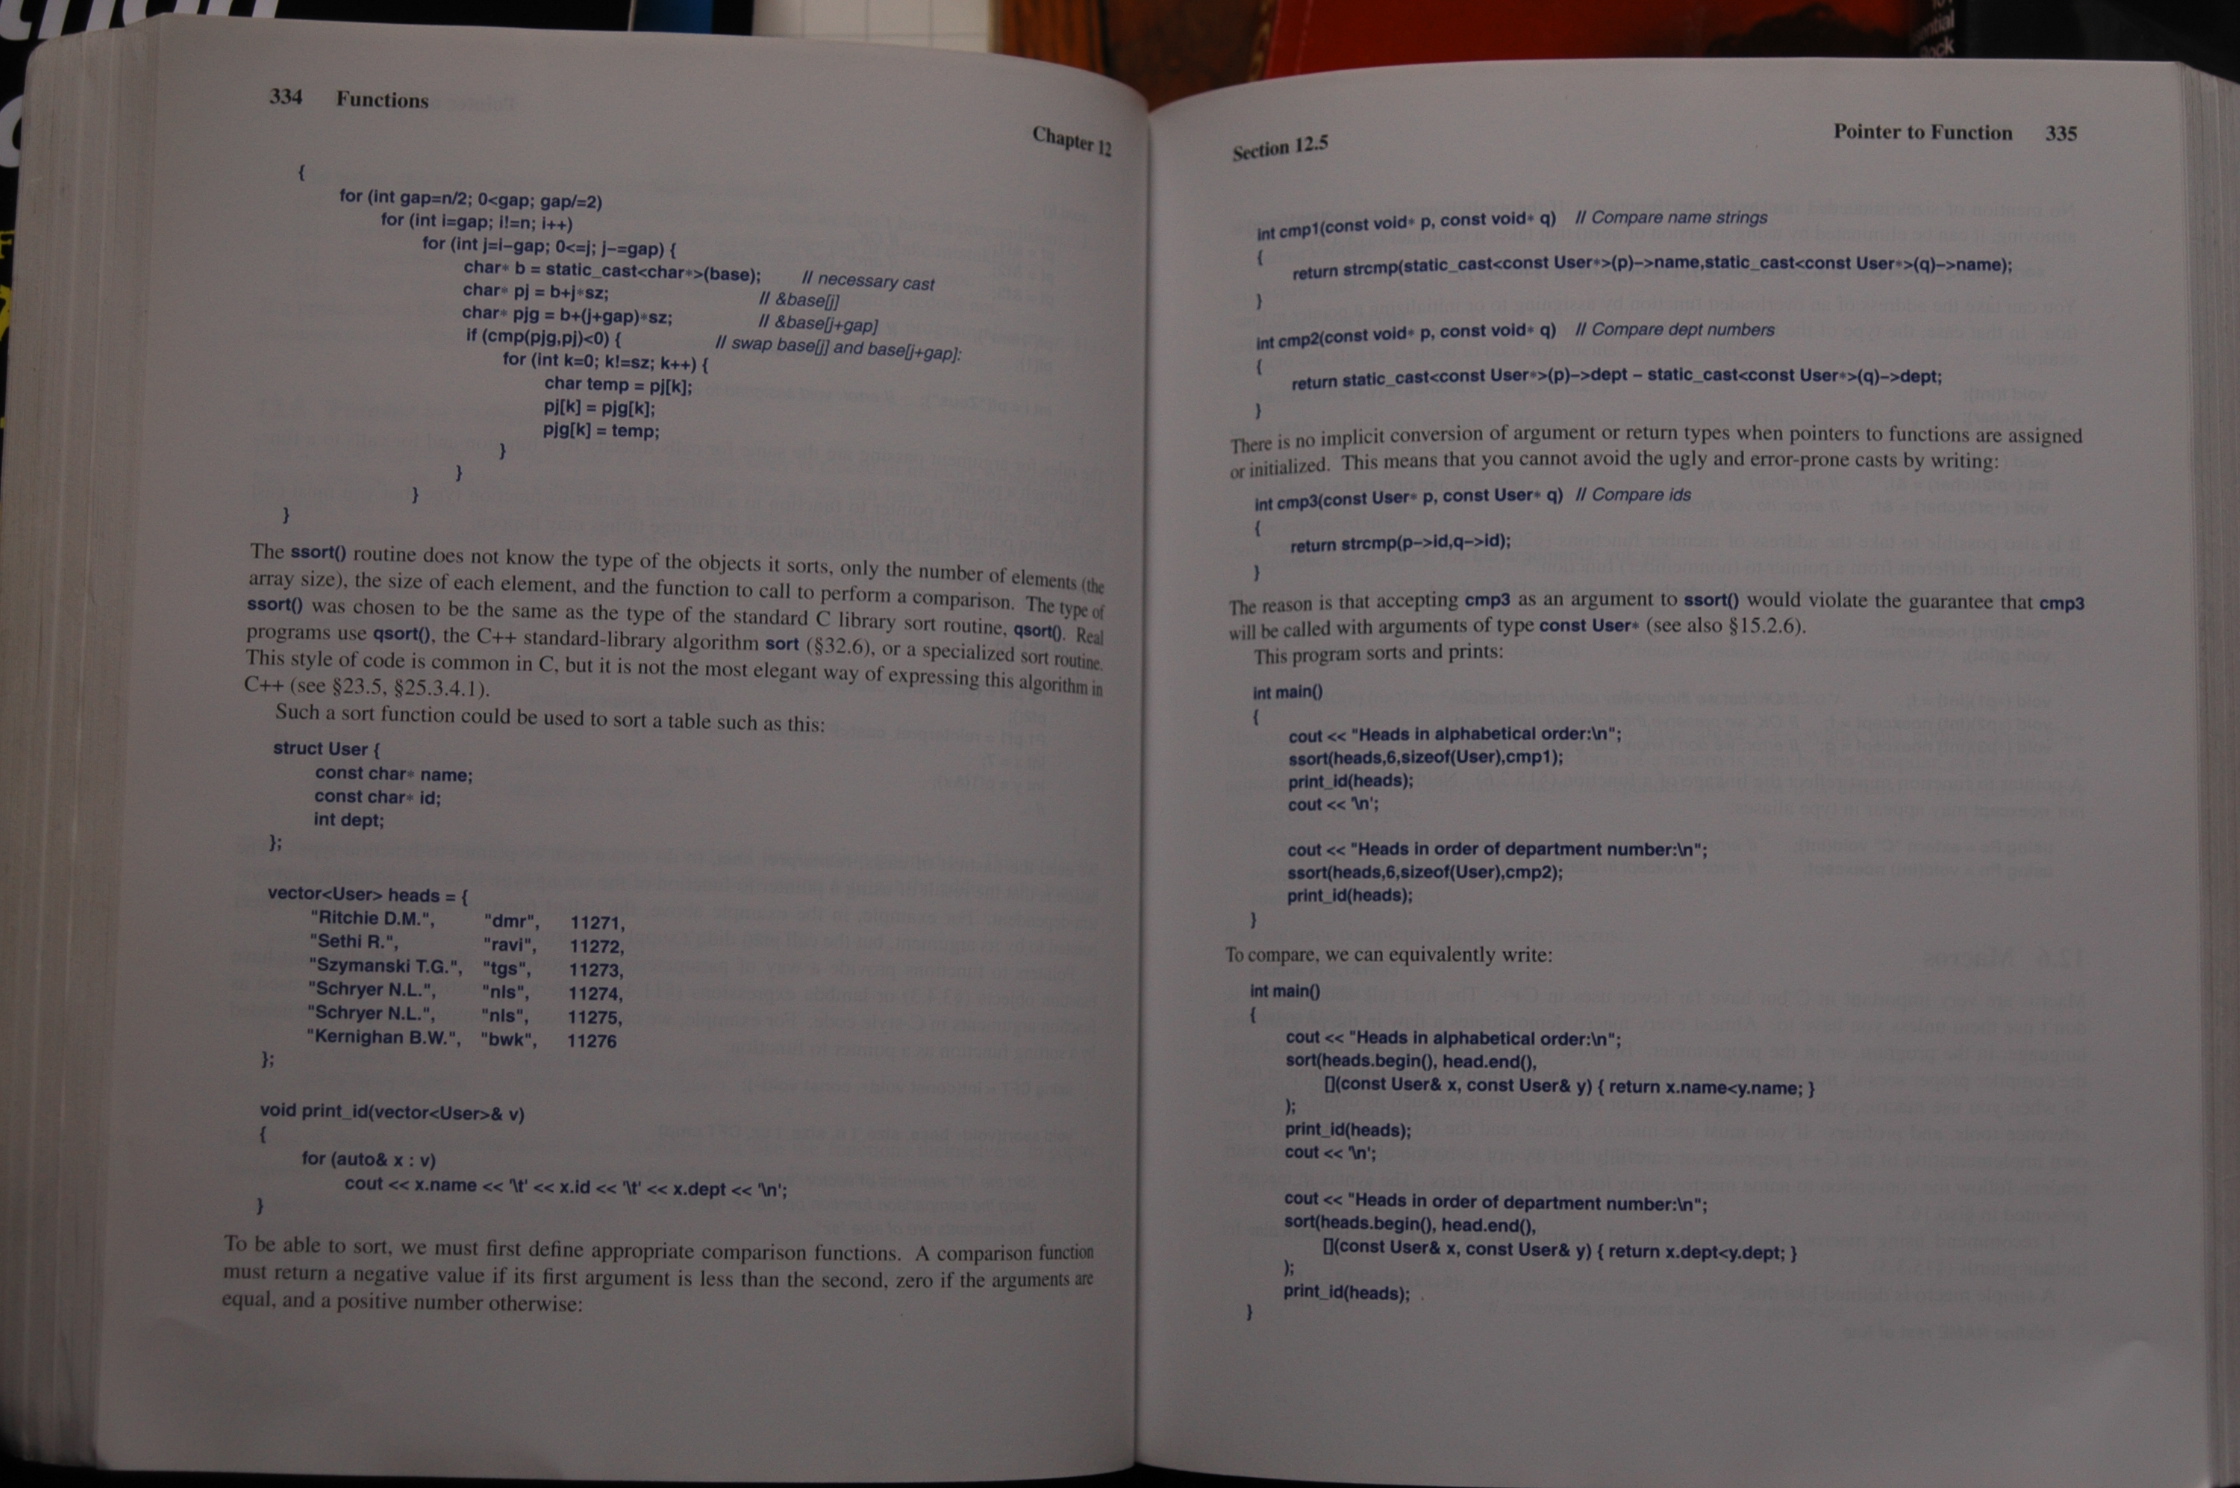 334 Functions Chapter 12
{
for (int gap=n/2; 0<gap; gap/=2)
for (int i=gap; i!=n; i++)
for (int j=i-gap; 0<=j; j-=gap) {
char* b = static_cast<char*>(base); // necessary cast
char* pj = b+j*sz; // &base[j]
char* pjg = b+(j+gap)*sz; // &base[j+gap]
if (cmp(pjg,pj)<0) { // swap base[j] and base[j+gap]:
for (int k=0; k!=sz; k++) {
char temp = pj[k];
pj[k] = pjg[k];
pjg[k] = temp;
}
}
}
}
The ssort() routine does not know the type of the objects it sorts, only the number of elements (the
array size), the size of each element, and the function to call to perform a comparison. The type of
ssort() was chosen to be the same as the type of the standard C library sort routine, qsort(). Real
programs use qsort(), the C++ standard-library algorithm sort (§32.6), or a specialized sort routine.
This style of code is common in C, but it is not the most elegant way of expressing this algorithm in
C++ (see §23.5, §25.3.4.1).
Such a sort function could be used to sort a table such as this:
struct User {
const char* name;
const char* id;
int dept;
};
vector<User> heads = {
"Ritchie D.M.", "dmr", 11271,
"Sethi R.", "ravi", 11272,
"Szymanski T.G.", "tgs", 11273,
"Schryer N.L.", "nls", 11274,
"Schryer N.L.", "nls", 11275,
"Kernighan B.W.", "bwk", 11276
};
void print_id(vector<User>& v)
{
for (auto& x : v)
cout << x.name << '\t' << x.id << '\t' << x.dept << '\n';
}
To be able to sort, we must first define appropriate comparison functions. A comparison function
must return a negative value if its first argument is less than the second, zero if the arguments are
equal, and a positive number otherwise:
Section 12.5 Pointer to Function 335
int cmp1(const void* p, const void* q) // Compare name strings
{
return strcmp(static_cast<const User*>(p)->name,static_cast<const User*>(q)->name);
}
int cmp2(const void* p, const void* q) // Compare dept numbers
{
return static_cast<const User*>(p)->dept - static_cast<const User*>(q)->dept;
}
There is no implicit conversion of argument or return types when pointers to functions are assigned
or initialized. This means that you cannot avoid the ugly and error-prone casts by writing:
int cmp3(const User* p, const User* q) // Compare ids
{
return strcmp(p->id,q->id);
}
The reason is that accepting cmp3 as an argument to ssort() would violate the guarantee that cmp3
will be called with arguments of type const User* (see also §15.2.6).
This program sorts and prints:
int main()
{
cout << "Heads in alphabetical order:\n";
ssort(heads,6,sizeof(User),cmp1);
print_id(heads);
cout << '\n';
cout << "Heads in order of department number:\n";
ssort(heads,6,sizeof(User),cmp2);
print_id(heads);
}
To compare, we can equivalently write:
int main()
{
cout << "Heads in alphabetical order:\n";
sort(heads.begin(), head.end(),
[](const User& x, const User& y) { return x.name<y.name; }
);
print_id(heads);
cout << '\n';
cout << "Heads in order of department number:\n";
sort(heads.begin(), head.end(),
[](const User& x, const User& y) { return x.dept<y.dept; }
);
print_id(heads);
}